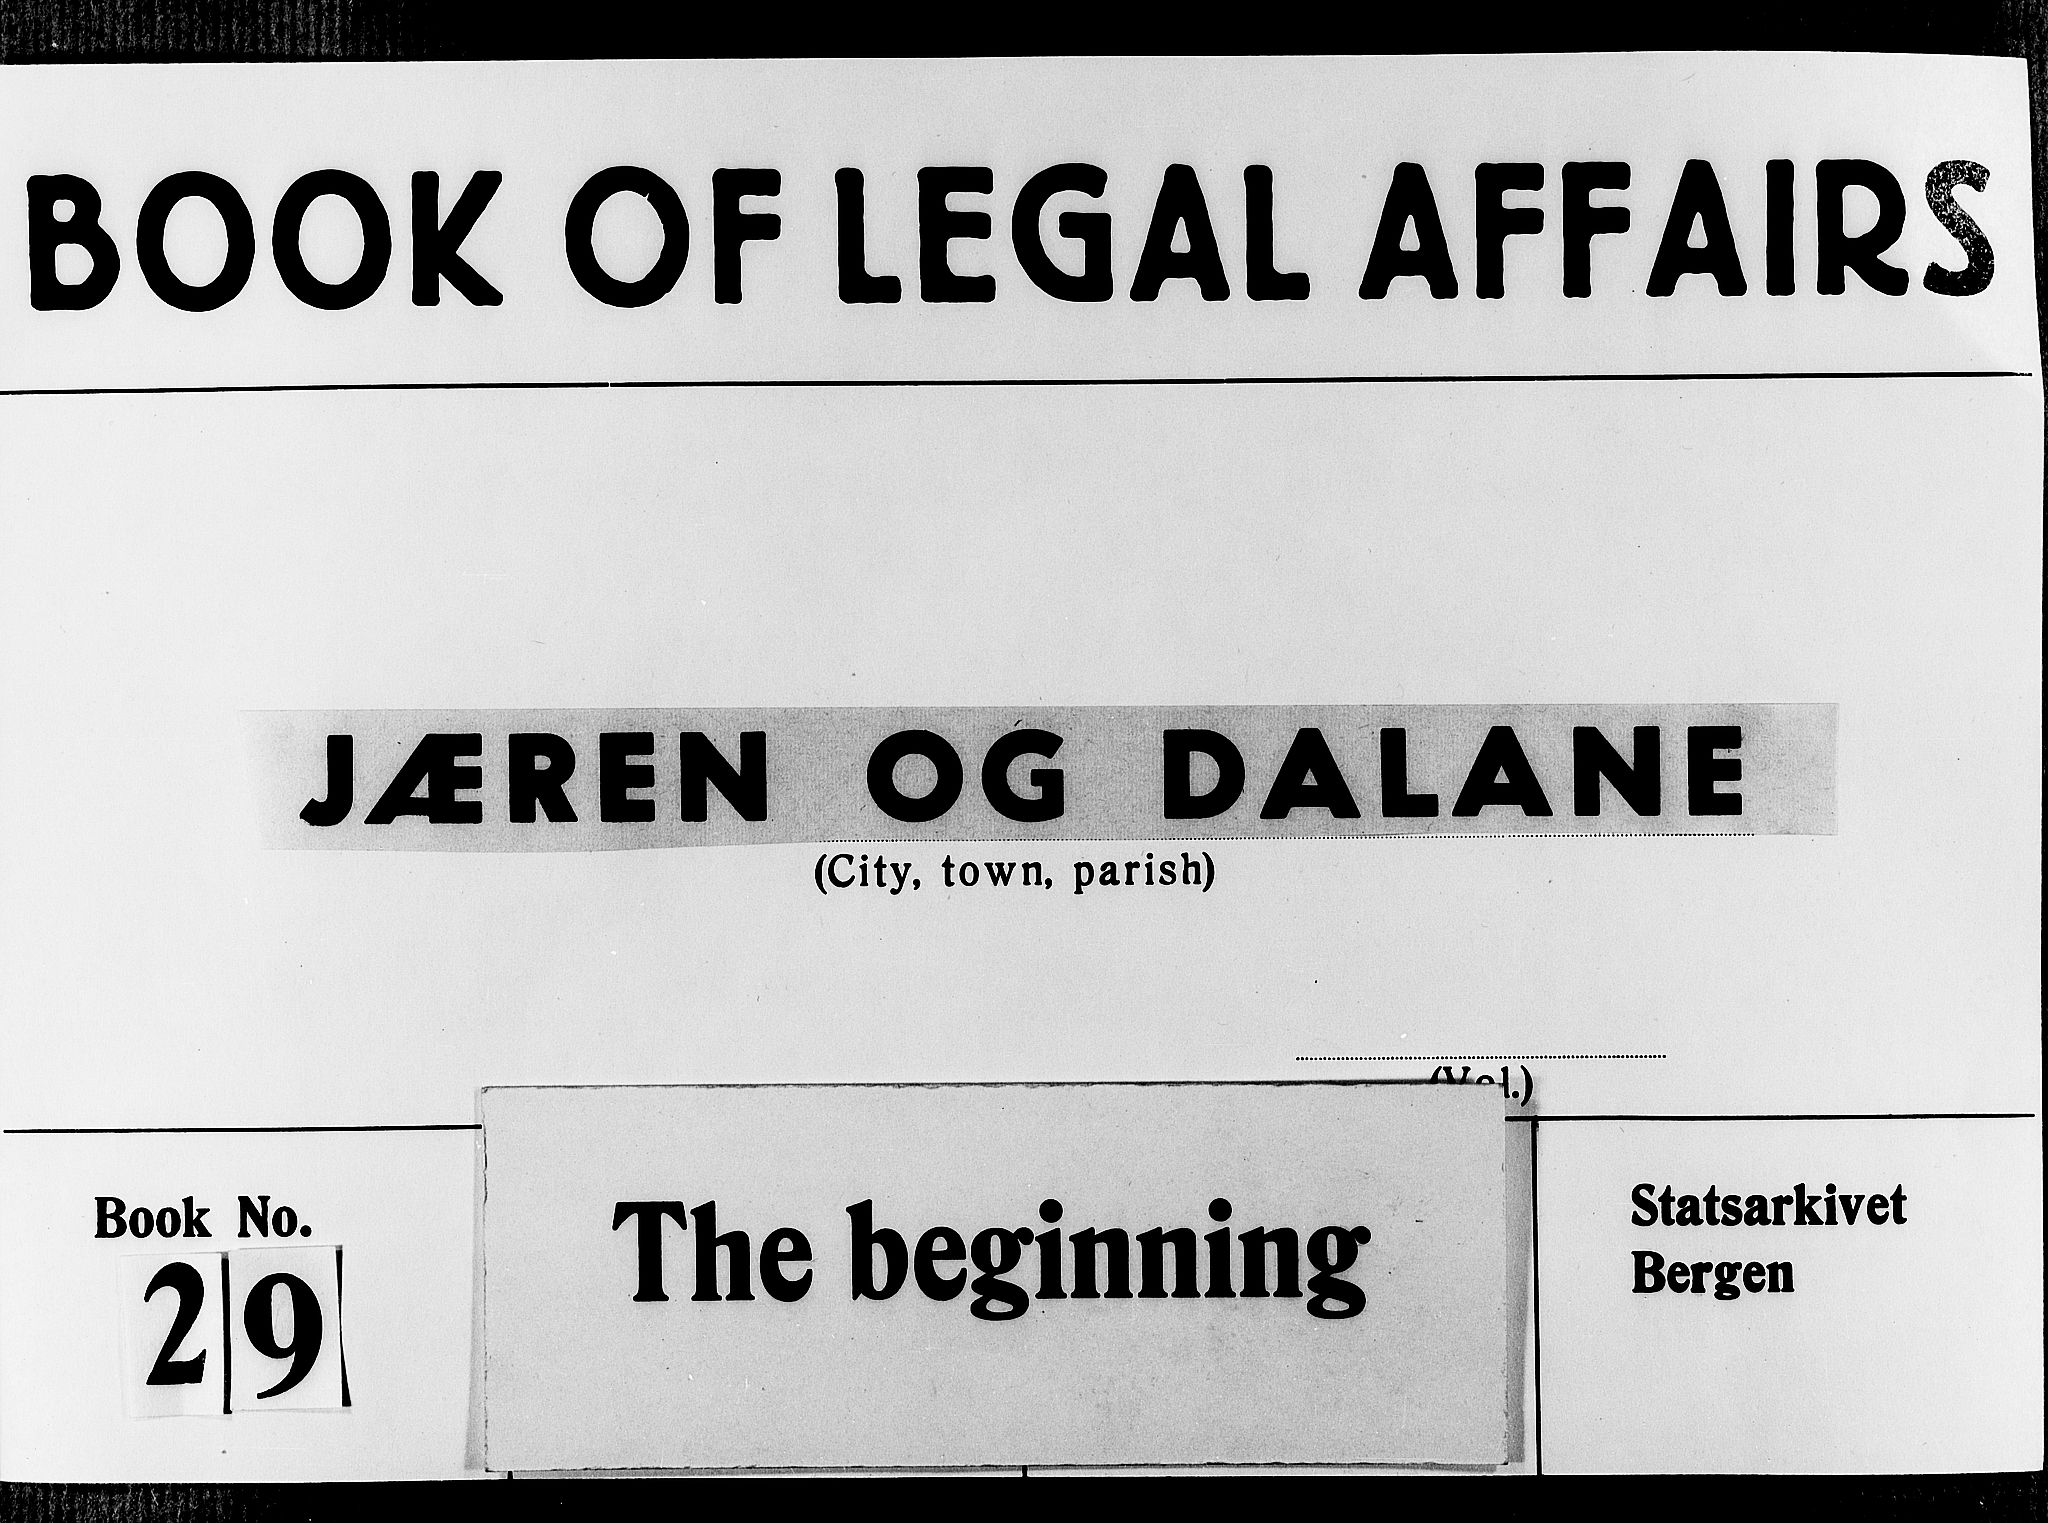 BOOK OF LEGAL AFFAIRS
JÆREN OG DALANE
(City, town, parish)
(Vol.)
Book No.
29
The beginning
Statsarkivet
Bergen